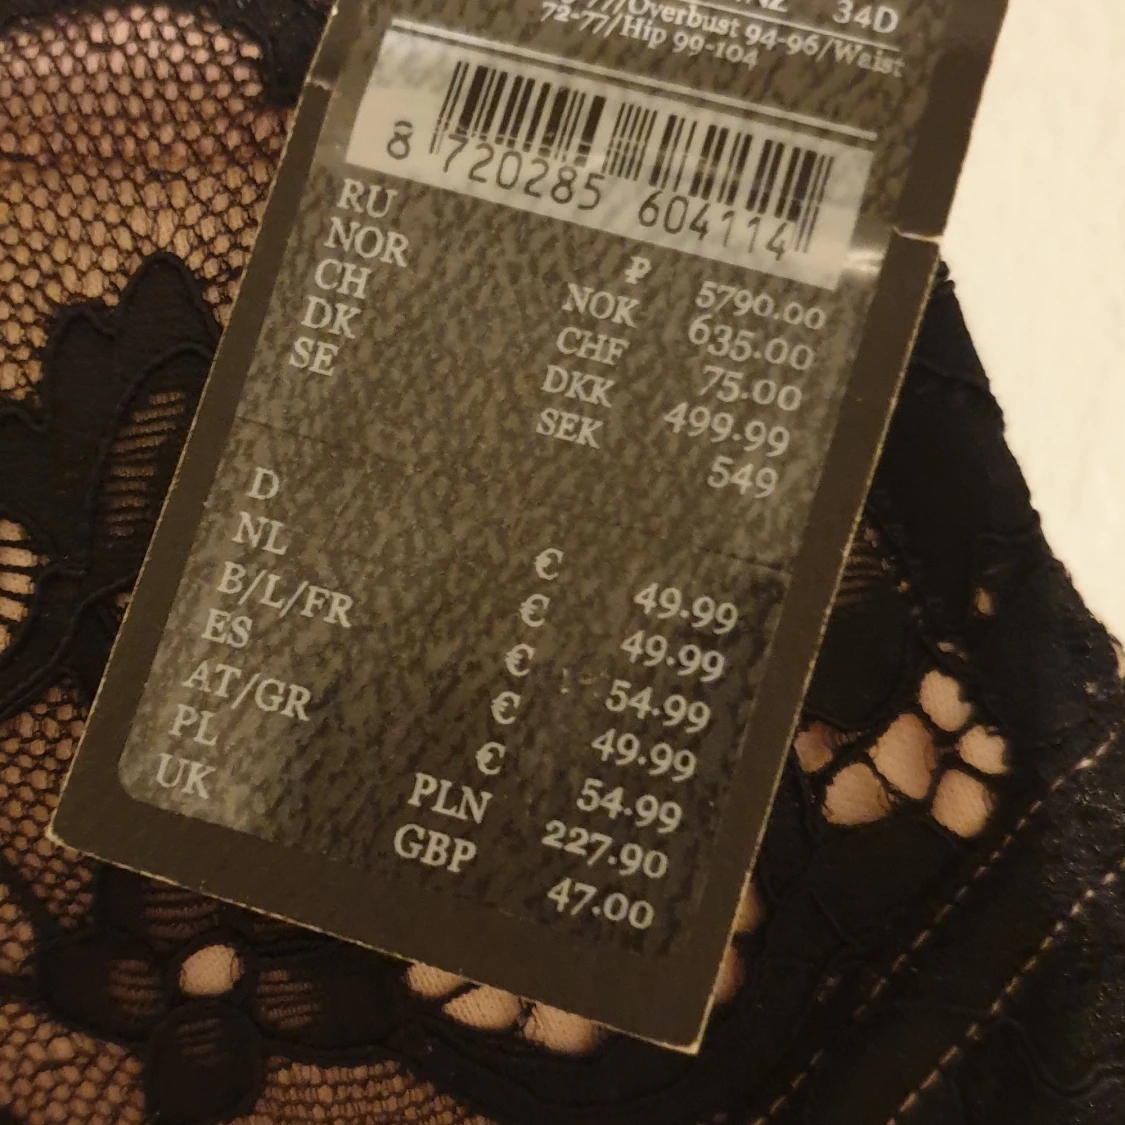 NZ 34D
77/Overbust 94-96/Waist
72-77/Hip 99-104
8 720285 604114
RU ₽ 5790.00
NOR NOK 635.00
CH CHF 75.00
DK DKK 499.99
SE SEK 549
D € 49.99
NL € 49.99
B/L/FR € 54.99
ES € 49.99
AT/GR € 54.99
PL PLN 227.90
UK GBP 47.00